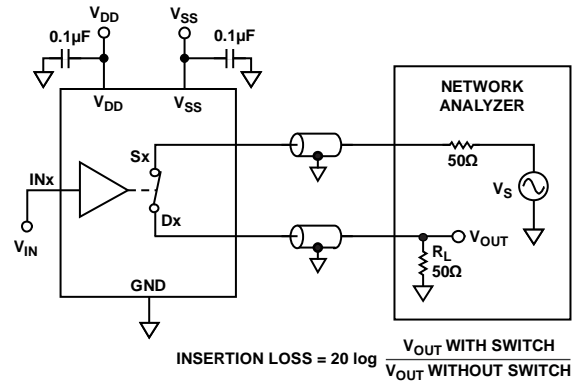 VDD
VSS
0.1µF
0.1µF
VDD
VSS
NETWORK
ANALYZER
Sx
50Ω
INx
VS
Dx
VOUT
VIN
RL
50Ω
GND
INSERTION LOSS = 20 log VOUT WITH SWITCH
VOUT WITHOUT SWITCH